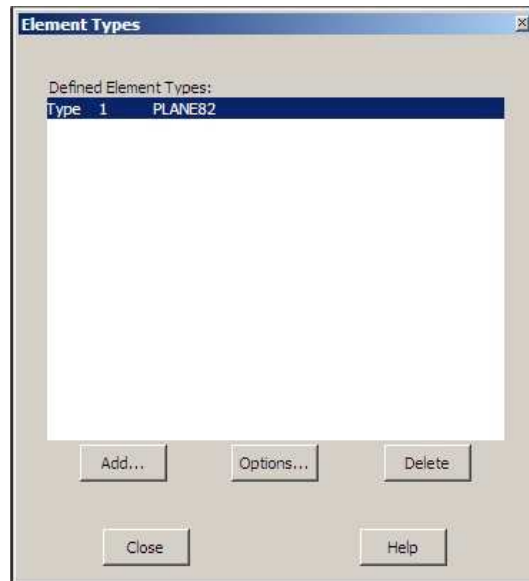 Element Types
Defined Element Types:
Type 1 PLANE82
Add... Options... Delete
Close Help